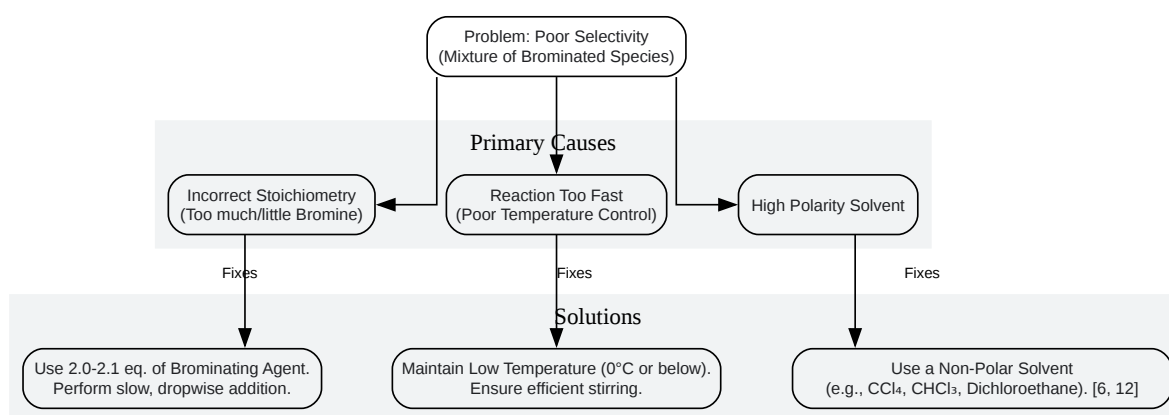 Problem: Poor Selectivity
(Mixture of Brominated Species)
Primary Causes
Incorrect Stoichiometry
(Too much/little Bromine)
Reaction Too Fast
(Poor Temperature Control)
High Polarity Solvent
Fixes
Fixes
Fixes
Solutions
Use 2.0-2.1 eq. of Brominating Agent.
Perform slow, dropwise addition.
Maintain Low Temperature (0°C or below).
Ensure efficient stirring.
Use a Non-Polar Solvent
(e.g., CCl₄, CHCl₃, Dichloroethane). [6, 12]